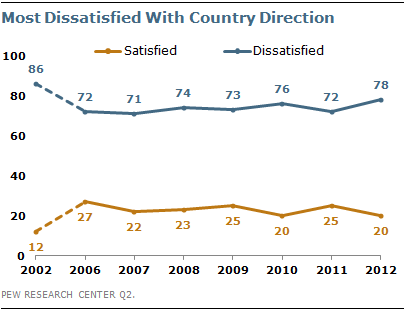 Most Dissatisfied With Country Direction
Satisfied Dissatisfied
100
80
60
40
20
0
86 72 71 74 73 76 72 78
12 27 22 23 25 20 25 20
2002 2006 2007 2008 2009 2010 2011 2012
PEW RESEARCH CENTER Q2.